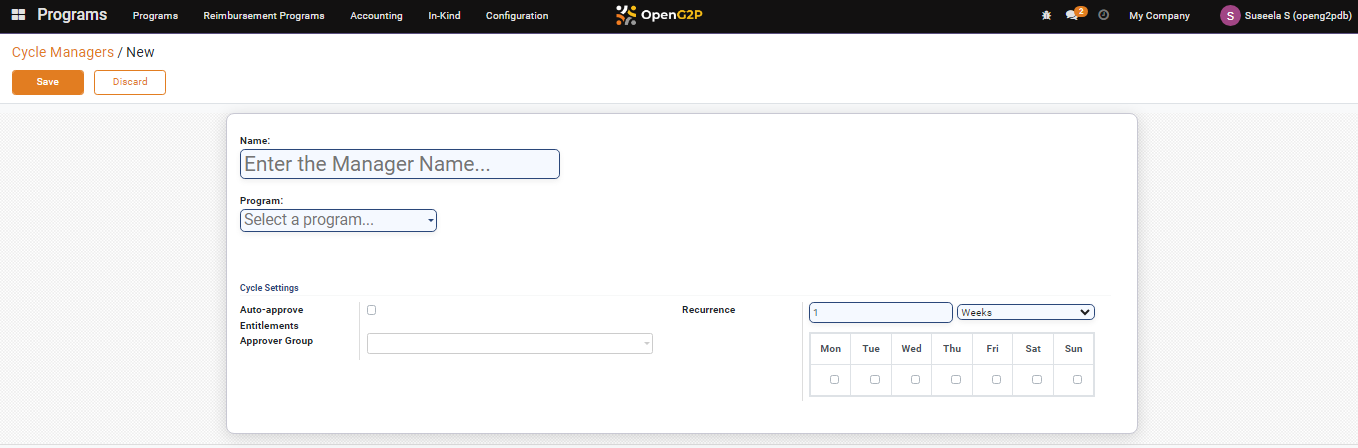 Programs Programs Reimbursement Programs Accounting In-Kind Configuration OpenG2P 2 My Company S Suseela S (openg2pdb)
Cycle Managers / New
Save Discard
Name:
Enter the Manager Name...
Program:
Select a program...
Cycle Settings
Auto-approve
Entitlements
Approver Group
Recurrence
1 Weeks
Mon Tue Wed Thu Fri Sat Sun